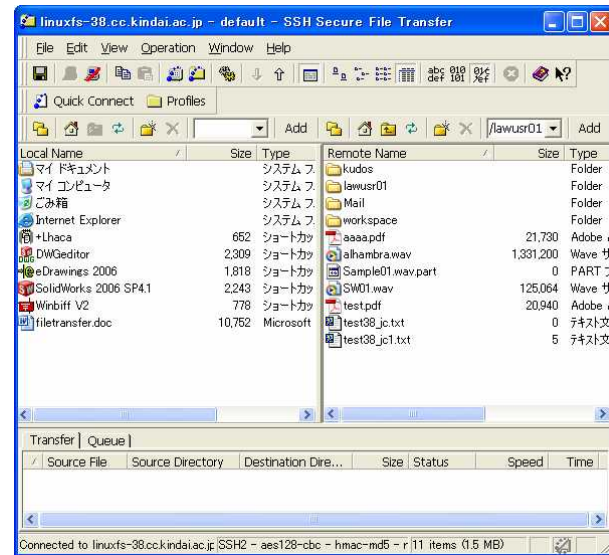 linuxfs-38.cc.kindai.ac.jp - default - SSH Secure File Transfer
File Edit View Operation Window Help
abc def 010 101
Quick Connect Profiles
Add /lawusr01 Add
Local Name / Size Type
マイ ドキュメント システム フ
マイ コンピュータ システム フ
ごみ箱 システム フ
Internet Explorer システム フ
+Lhaca 652 ショートカッ
DWGeditor 2,309 ショートカッ
eDrawings 2006 1,818 ショートカッ
SolidWorks 2006 SP4.1 2,243 ショートカッ
Winbiff V2 778 ショートカッ
filetransfer.doc 10,752 Microsoft
Remote Name / Size Type
kudos Folder
lawusr01 Folder
Mail Folder
workspace Folder
aaaa.pdf 21,730 Adobe
alhambra.wav 1,331,200 Wave サ
Sample01.wav.part 0 PART フ
SW01.wav 125,064 Wave サ
test.pdf 20,940 Adobe
test38_jc.txt 0 テキスト文
test38_jc1.txt 5 テキスト文
Transfer Queue
/ Source File Source Directory Destination Dire... Size Status Speed Time
Connected to linuxfs-38.cc.kindai.ac.jp SSH2 - aes128-cbc - hmac-md5 - r 11 items (1.5 MB)